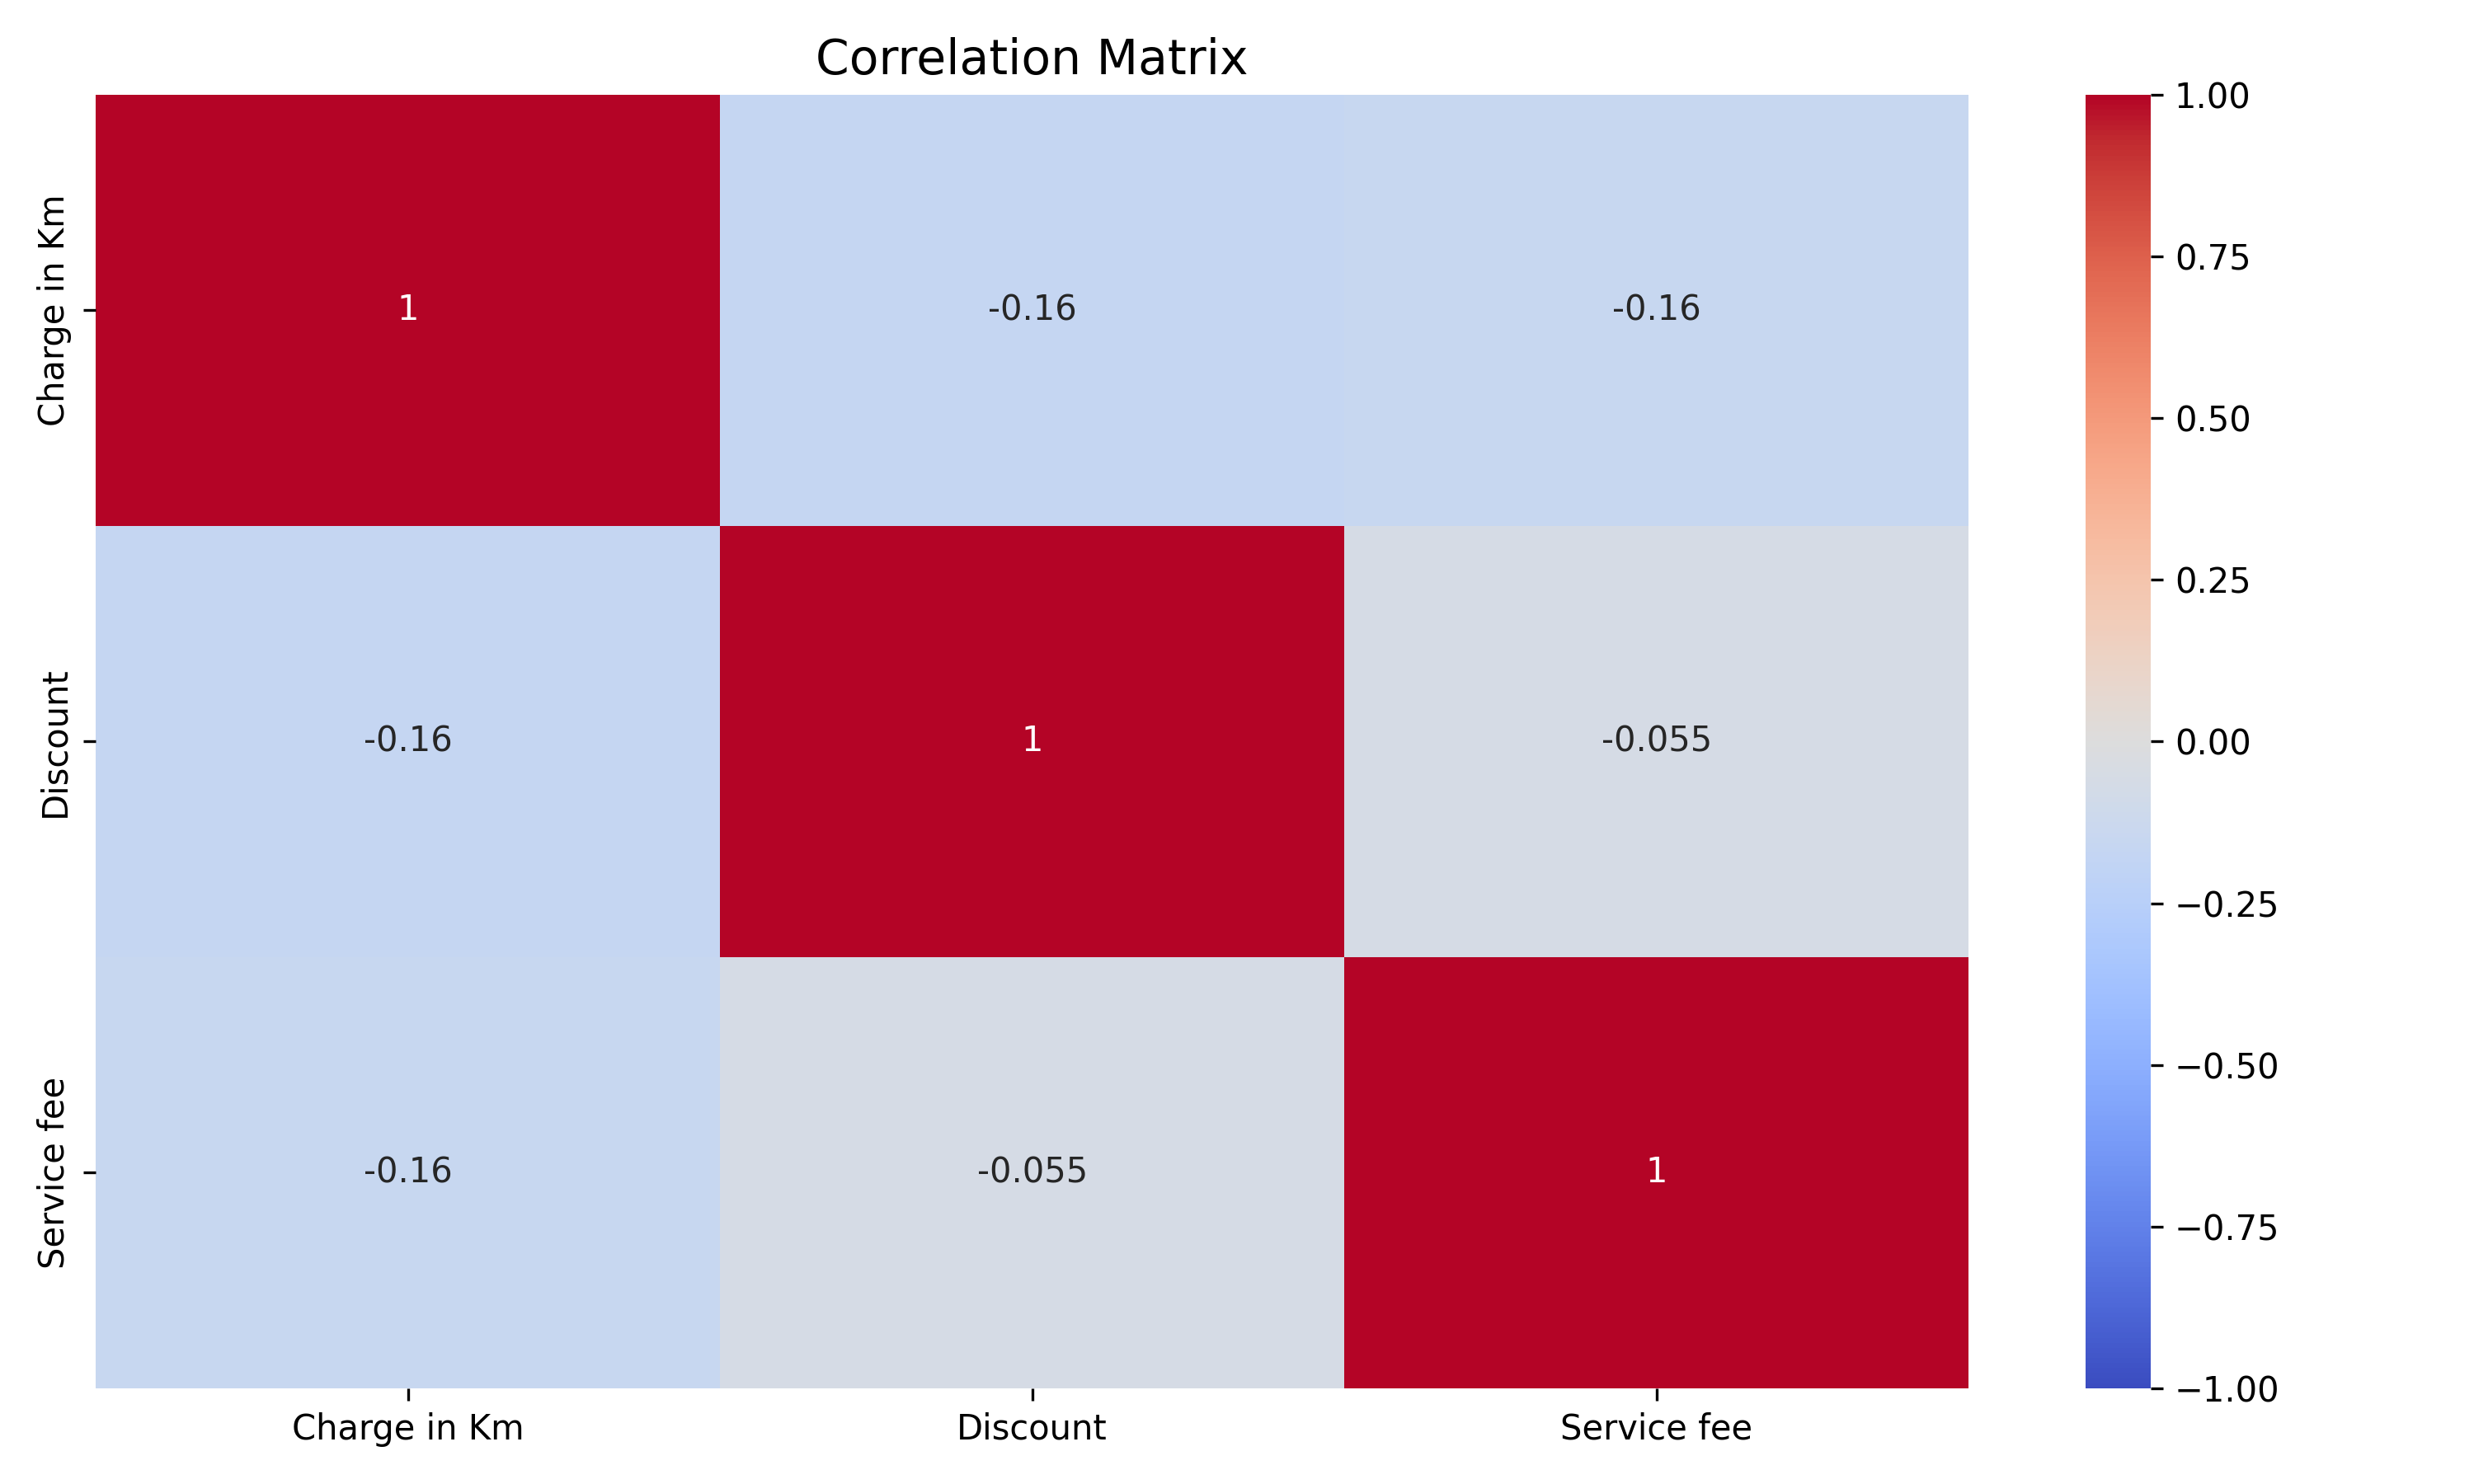 Correlation Matrix
Charge in Km
1
-0.16
-0.16
Discount
-0.16
1
-0.055
Service fee
-0.16
-0.055
1
Charge in Km
Discount
Service fee
1.00
0.75
0.50
0.25
0.00
−0.25
−0.50
−0.75
−1.00